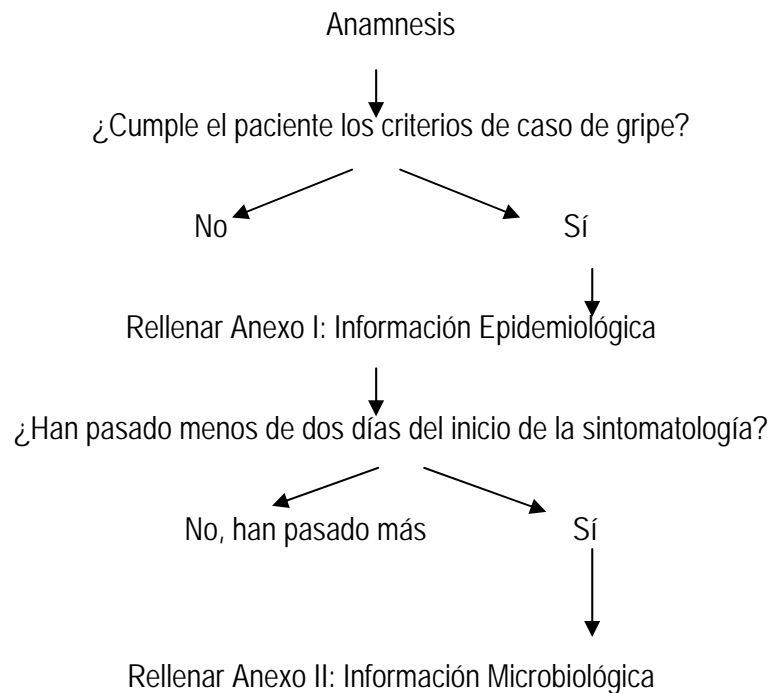 Anamnesis
¿Cumple el paciente los criterios de caso de gripe?
No Sí
Rellenar Anexo I: Información Epidemiológica
¿Han pasado menos de dos días del inicio de la sintomatología?
No, han pasado más Sí
Rellenar Anexo II: Información Microbiológica